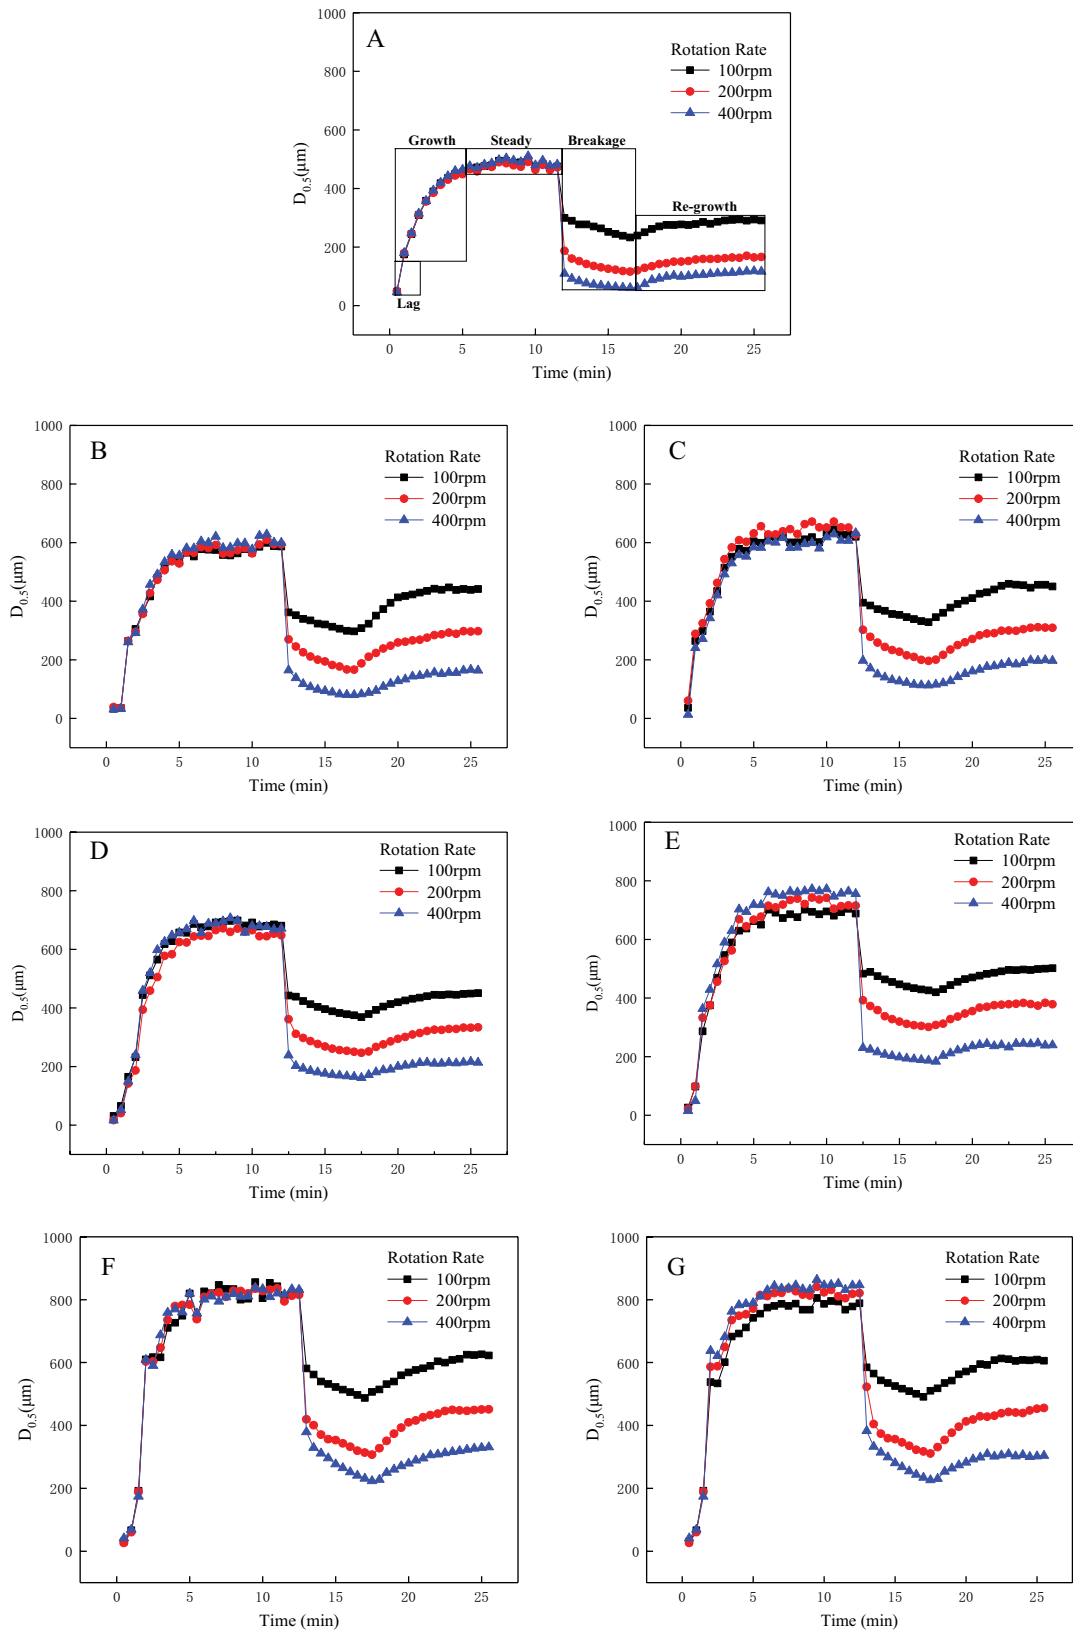 A
Rotation Rate
100rpm
200rpm
400rpm
Growth
Steady
Breakage
Re-growth
Lag
D0.5(μm)
1000
800
600
400
200
0
0 5 10 15 20 25
Time (min)
B
Rotation Rate
100rpm
200rpm
400rpm
D0.5(μm)
1000
800
600
400
200
0
0 5 10 15 20 25
Time (min)
C
Rotation Rate
100rpm
200rpm
400rpm
D0.5(μm)
1000
800
600
400
200
0
0 5 10 15 20 25
Time (min)
D
Rotation Rate
100rpm
200rpm
400rpm
D0.5(μm)
1000
800
600
400
200
0
0 5 10 15 20 25
Time (min)
E
Rotation Rate
100rpm
200rpm
400rpm
D0.5(μm)
1000
800
600
400
200
0
0 5 10 15 20 25
Time (min)
F
Rotation Rate
100rpm
200rpm
400rpm
D0.5(μm)
1000
800
600
400
200
0
0 5 10 15 20 25
Time (min)
G
Rotation Rate
100rpm
200rpm
400rpm
D0.5(μm)
1000
800
600
400
200
0
0 5 10 15 20 25
Time (min)